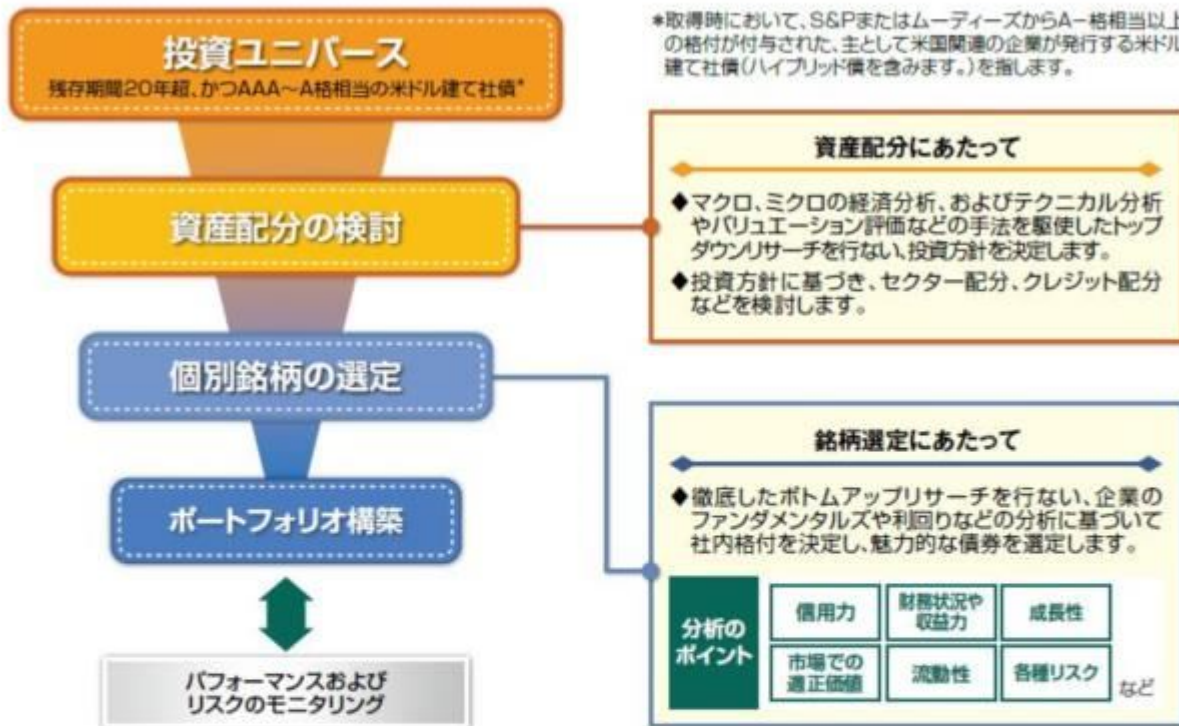 投資ユニバース
残存期間20年超、かつAAA～A格相当の米ドル建て社債*
*取得時において、S&PまたはムーディーズからA－格相当以上
の格付が付与された、主として米国関連の企業が発行する米ドル
建て社債(ハイブリッド債を含みます。)を指します。
資産配分の検討
資産配分にあたって
◆マクロ、ミクロの経済分析、およびテクニカル分析
やバリュエーション評価などの手法を駆使したトップ
ダウンリサーチを行ない、投資方針を決定します。
◆投資方針に基づき、セクター配分、クレジット配分
などを検討します。
個別銘柄の選定
銘柄選定にあたって
◆徹底したボトムアップリサーチを行ない、企業の
ファンダメンタルズや利回りなどの分析に基づいて
社内格付を決定し、魅力的な債券を選定します。
分析の
ポイント
信用力
財務状況や
収益力
成長性
市場での
適正価値
流動性
各種リスク
など
ポートフォリオ構築
パフォーマンスおよび
リスクのモニタリング